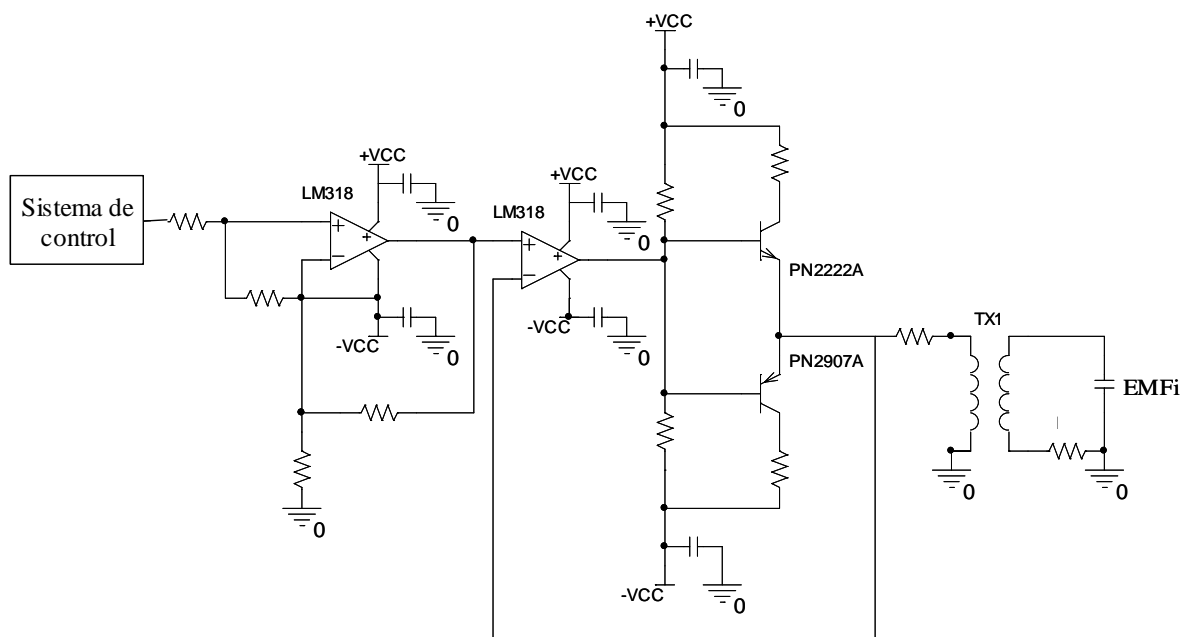 +VCC
0
+VCC
LM318
0
Sistema de
control
-VCC
0
0
+VCC
LM318
0
-VCC
0
PN2222A
PN2907A
TX1
EMFi
0
0
-VCC
0